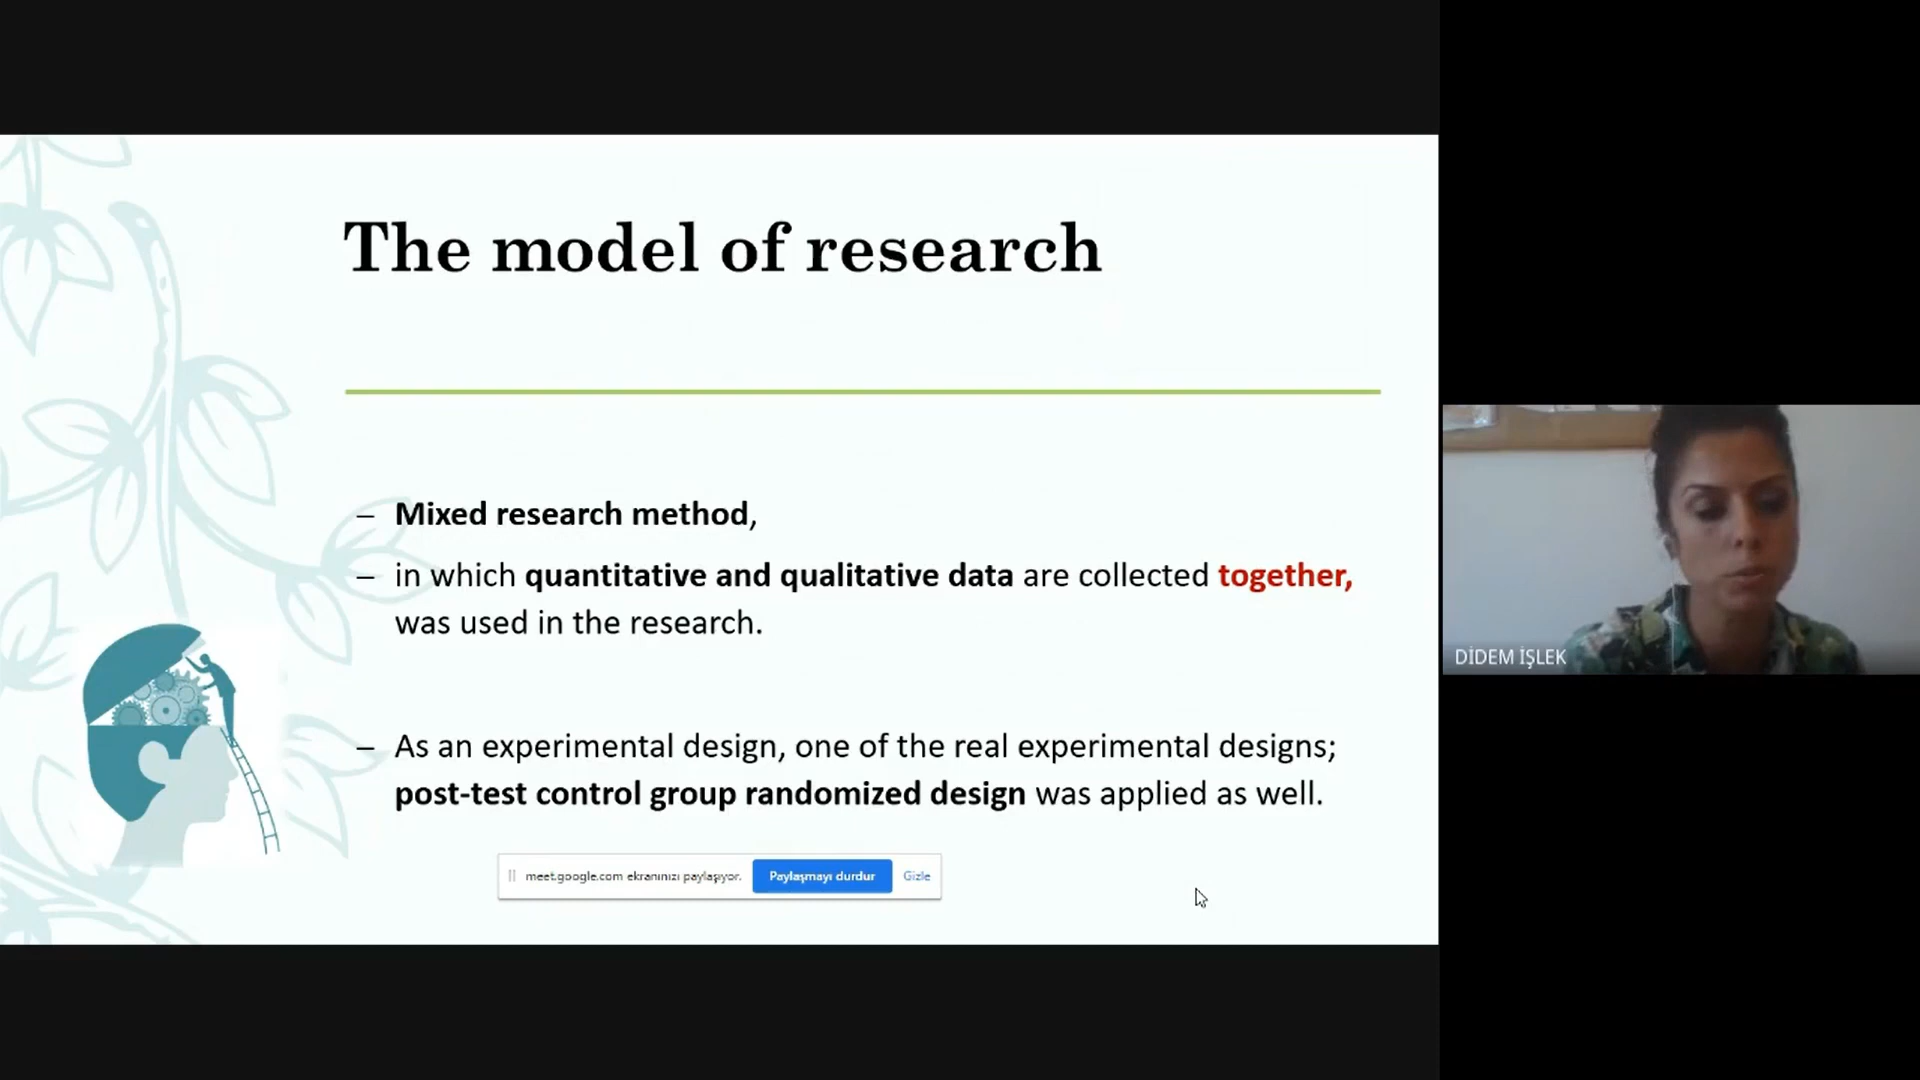 The model of research
– Mixed research method,
– in which quantitative and qualitative data are collected together,
was used in the research.
– As an experimental design, one of the real experimental designs;
post-test control group randomized design was applied as well.
meet.google.com ekranınızı paylaşıyor. Paylaşmayı durdur Gizle
DİDEM İŞLEK